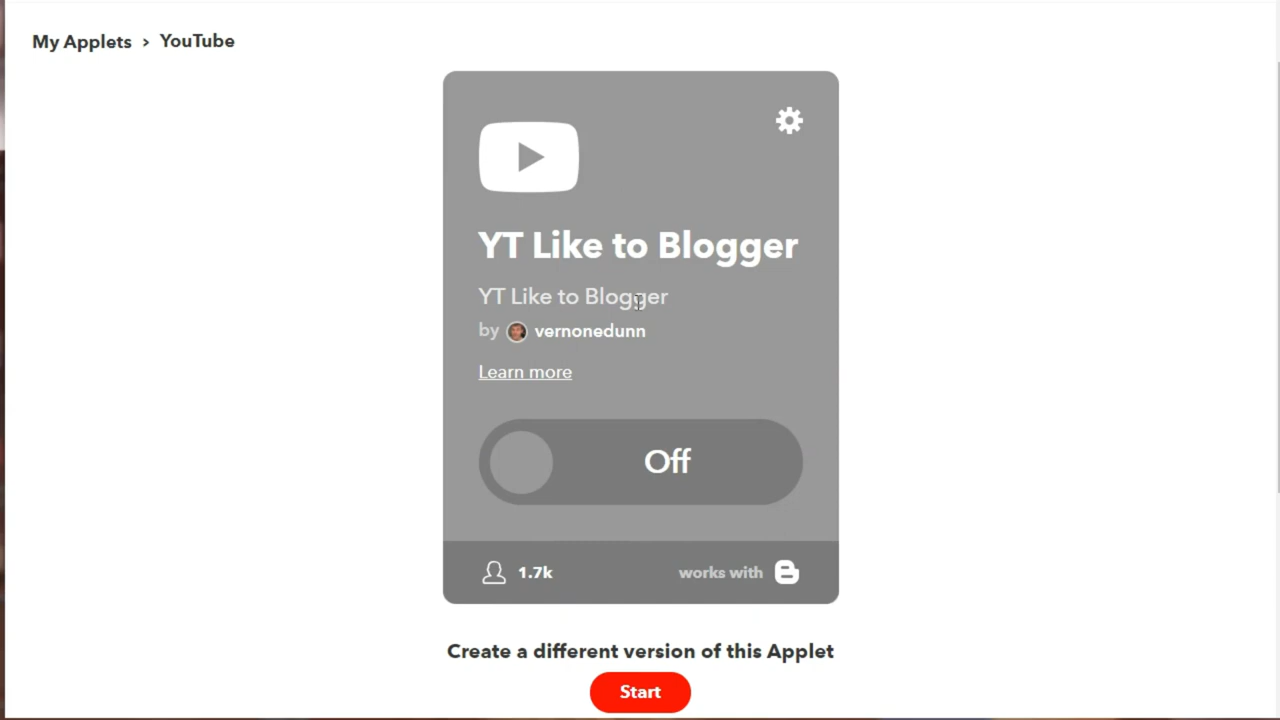 My Applets › YouTube
YT Like to Blogger
YT Like to Blogger
by vernonedunn
Learn more
Off
1.7k works with
Create a different version of this Applet
Start